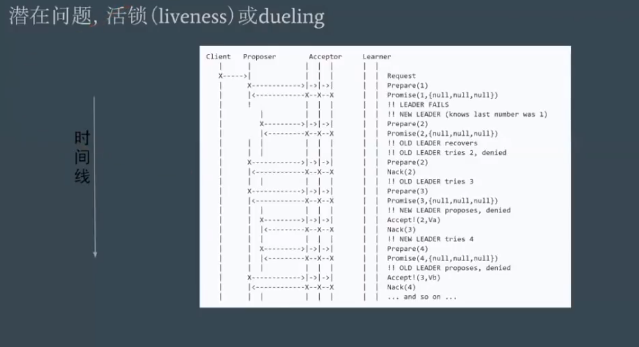 潜在问题, 活锁(liveness)或dueling
Client   Proposer        Acceptor     Learner
   |         |          |  |  |       |  |
   X----->|          |  |  |       |  |   Request
   |         X------------>|->|->|       |  |   Prepare(1)
   |         |<------------X--X--X       |  |   Promise(1,{null,null,null})
   |         !          |  |  |       |  |   !! LEADER FAILS
   |            |       |  |  |       |  |   !! NEW LEADER (knows last number was 1)
   |            X--------->|->|->|       |  |   Prepare(2)
   |            |<---------X--X--X       |  |   Promise(2,{null,null,null})
   |         |  |       |  |  |       |  |   !! OLD LEADER recovers
   |         |  |       |  |  |       |  |   !! OLD LEADER tries 2, denied
   |         X------------>|->|->|       |  |   Prepare(2)
   |         |<------------X--X--X       |  |   Nack(2)
   |         |  |       |  |  |       |  |   !! OLD LEADER tries 3
   |         X------------>|->|->|       |  |   Prepare(3)
   |         |<------------X--X--X       |  |   Promise(3,{null,null,null})
   |         |  |       |  |  |       |  |   !! NEW LEADER proposes, denied
   |         |  X--------->|->|->|       |  |   Accept!(2,Va)
   |         |  |<---------X--X--X       |  |   Nack(3)
   |         |  |       |  |  |       |  |   !! NEW LEADER tries 4
   |         |  X--------->|->|->|       |  |   Prepare(4)
   |         |  |<---------X--X--X       |  |   Promise(4,{null,null,null})
   |         |  |       |  |  |       |  |   !! OLD LEADER proposes, denied
   |         X------------>|->|->|       |  |   Accept!(3,Vb)
   |         |<------------X--X--X       |  |   Nack(4)
   |         |  |       |  |  |       |  |   ... and so on ...
时间线